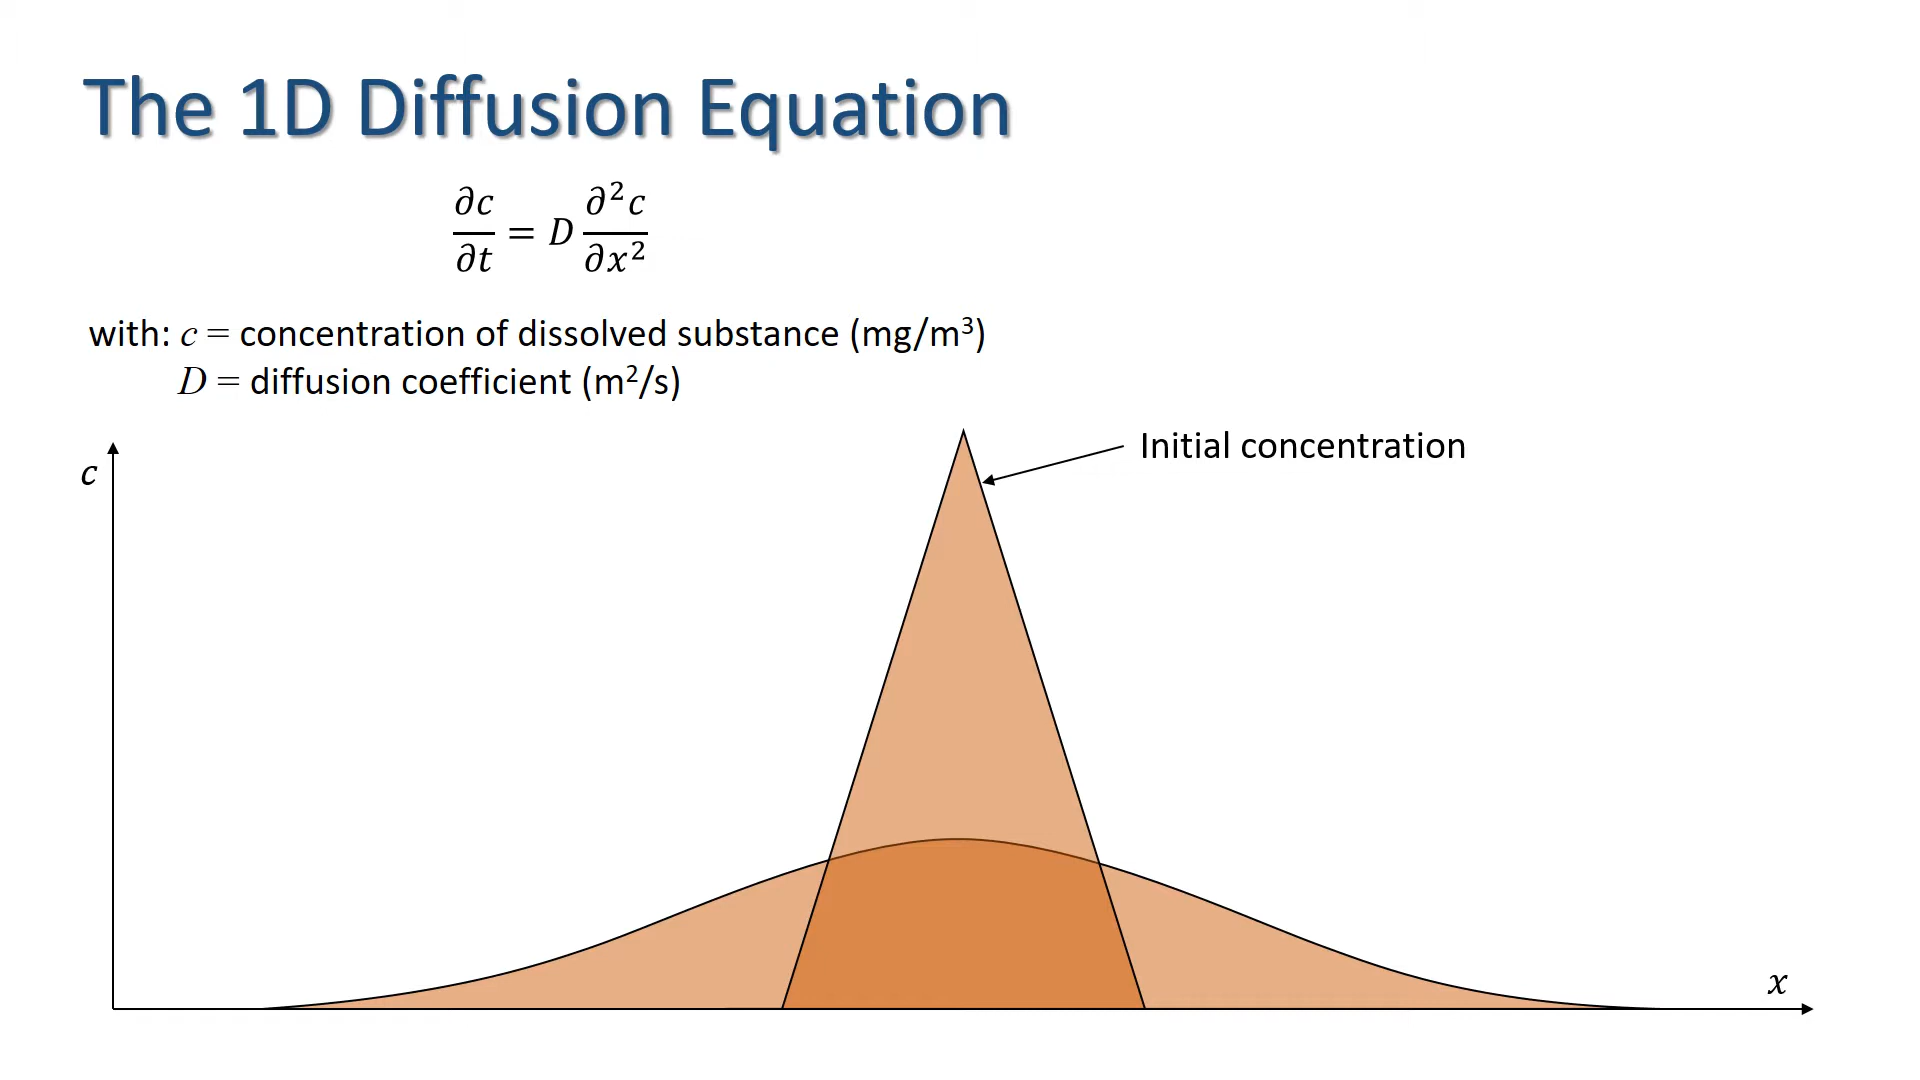 The 1D Diffusion Equation
∂c/∂t = D ∂²c/∂x²
with: c = concentration of dissolved substance (mg/m³)
D = diffusion coefficient (m²/s)
Initial concentration
c
x